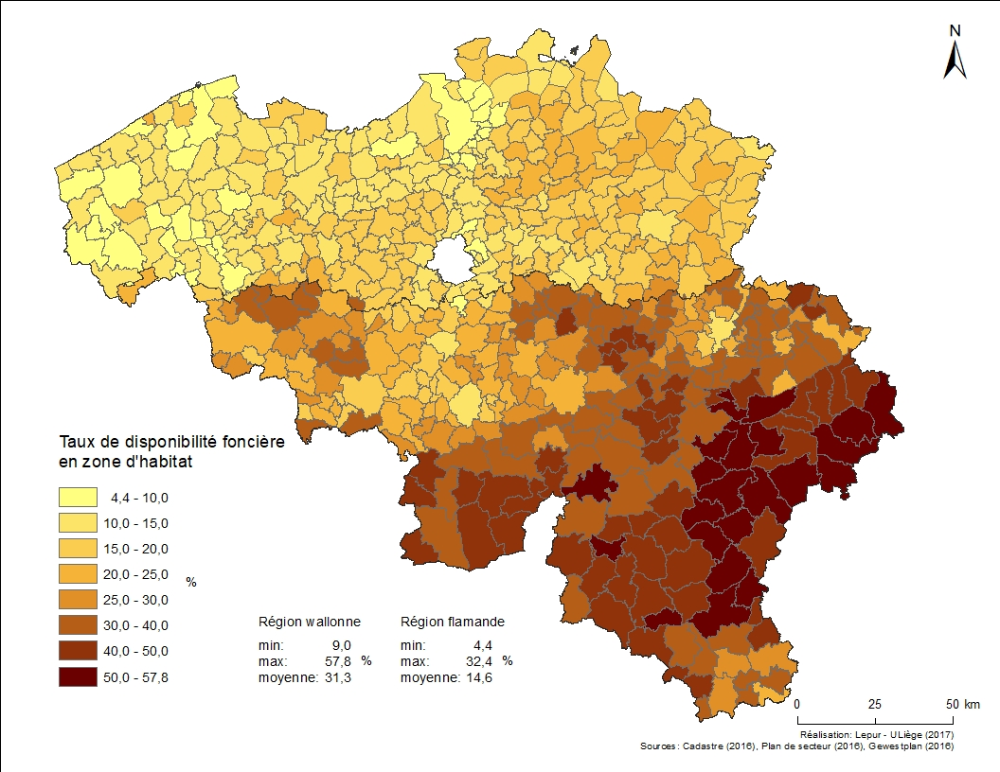 N
Taux de disponibilité foncière
en zone d'habitat
4,4 - 10,0
10,0 - 15,0
15,0 - 20,0
20,0 - 25,0
%
25,0 - 30,0
30,0 - 40,0
40,0 - 50,0
50,0 - 57,8
Région wallonne
min: 9,0
max: 57,8 %
moyenne: 31,3
Région flamande
min: 4,4
max: 32,4 %
moyenne: 14,6
0 25 50 km
Réalisation: Lepur - ULiège (2017)
Sources: Cadastre (2016), Plan de secteur (2016), Gewestplan (2016)